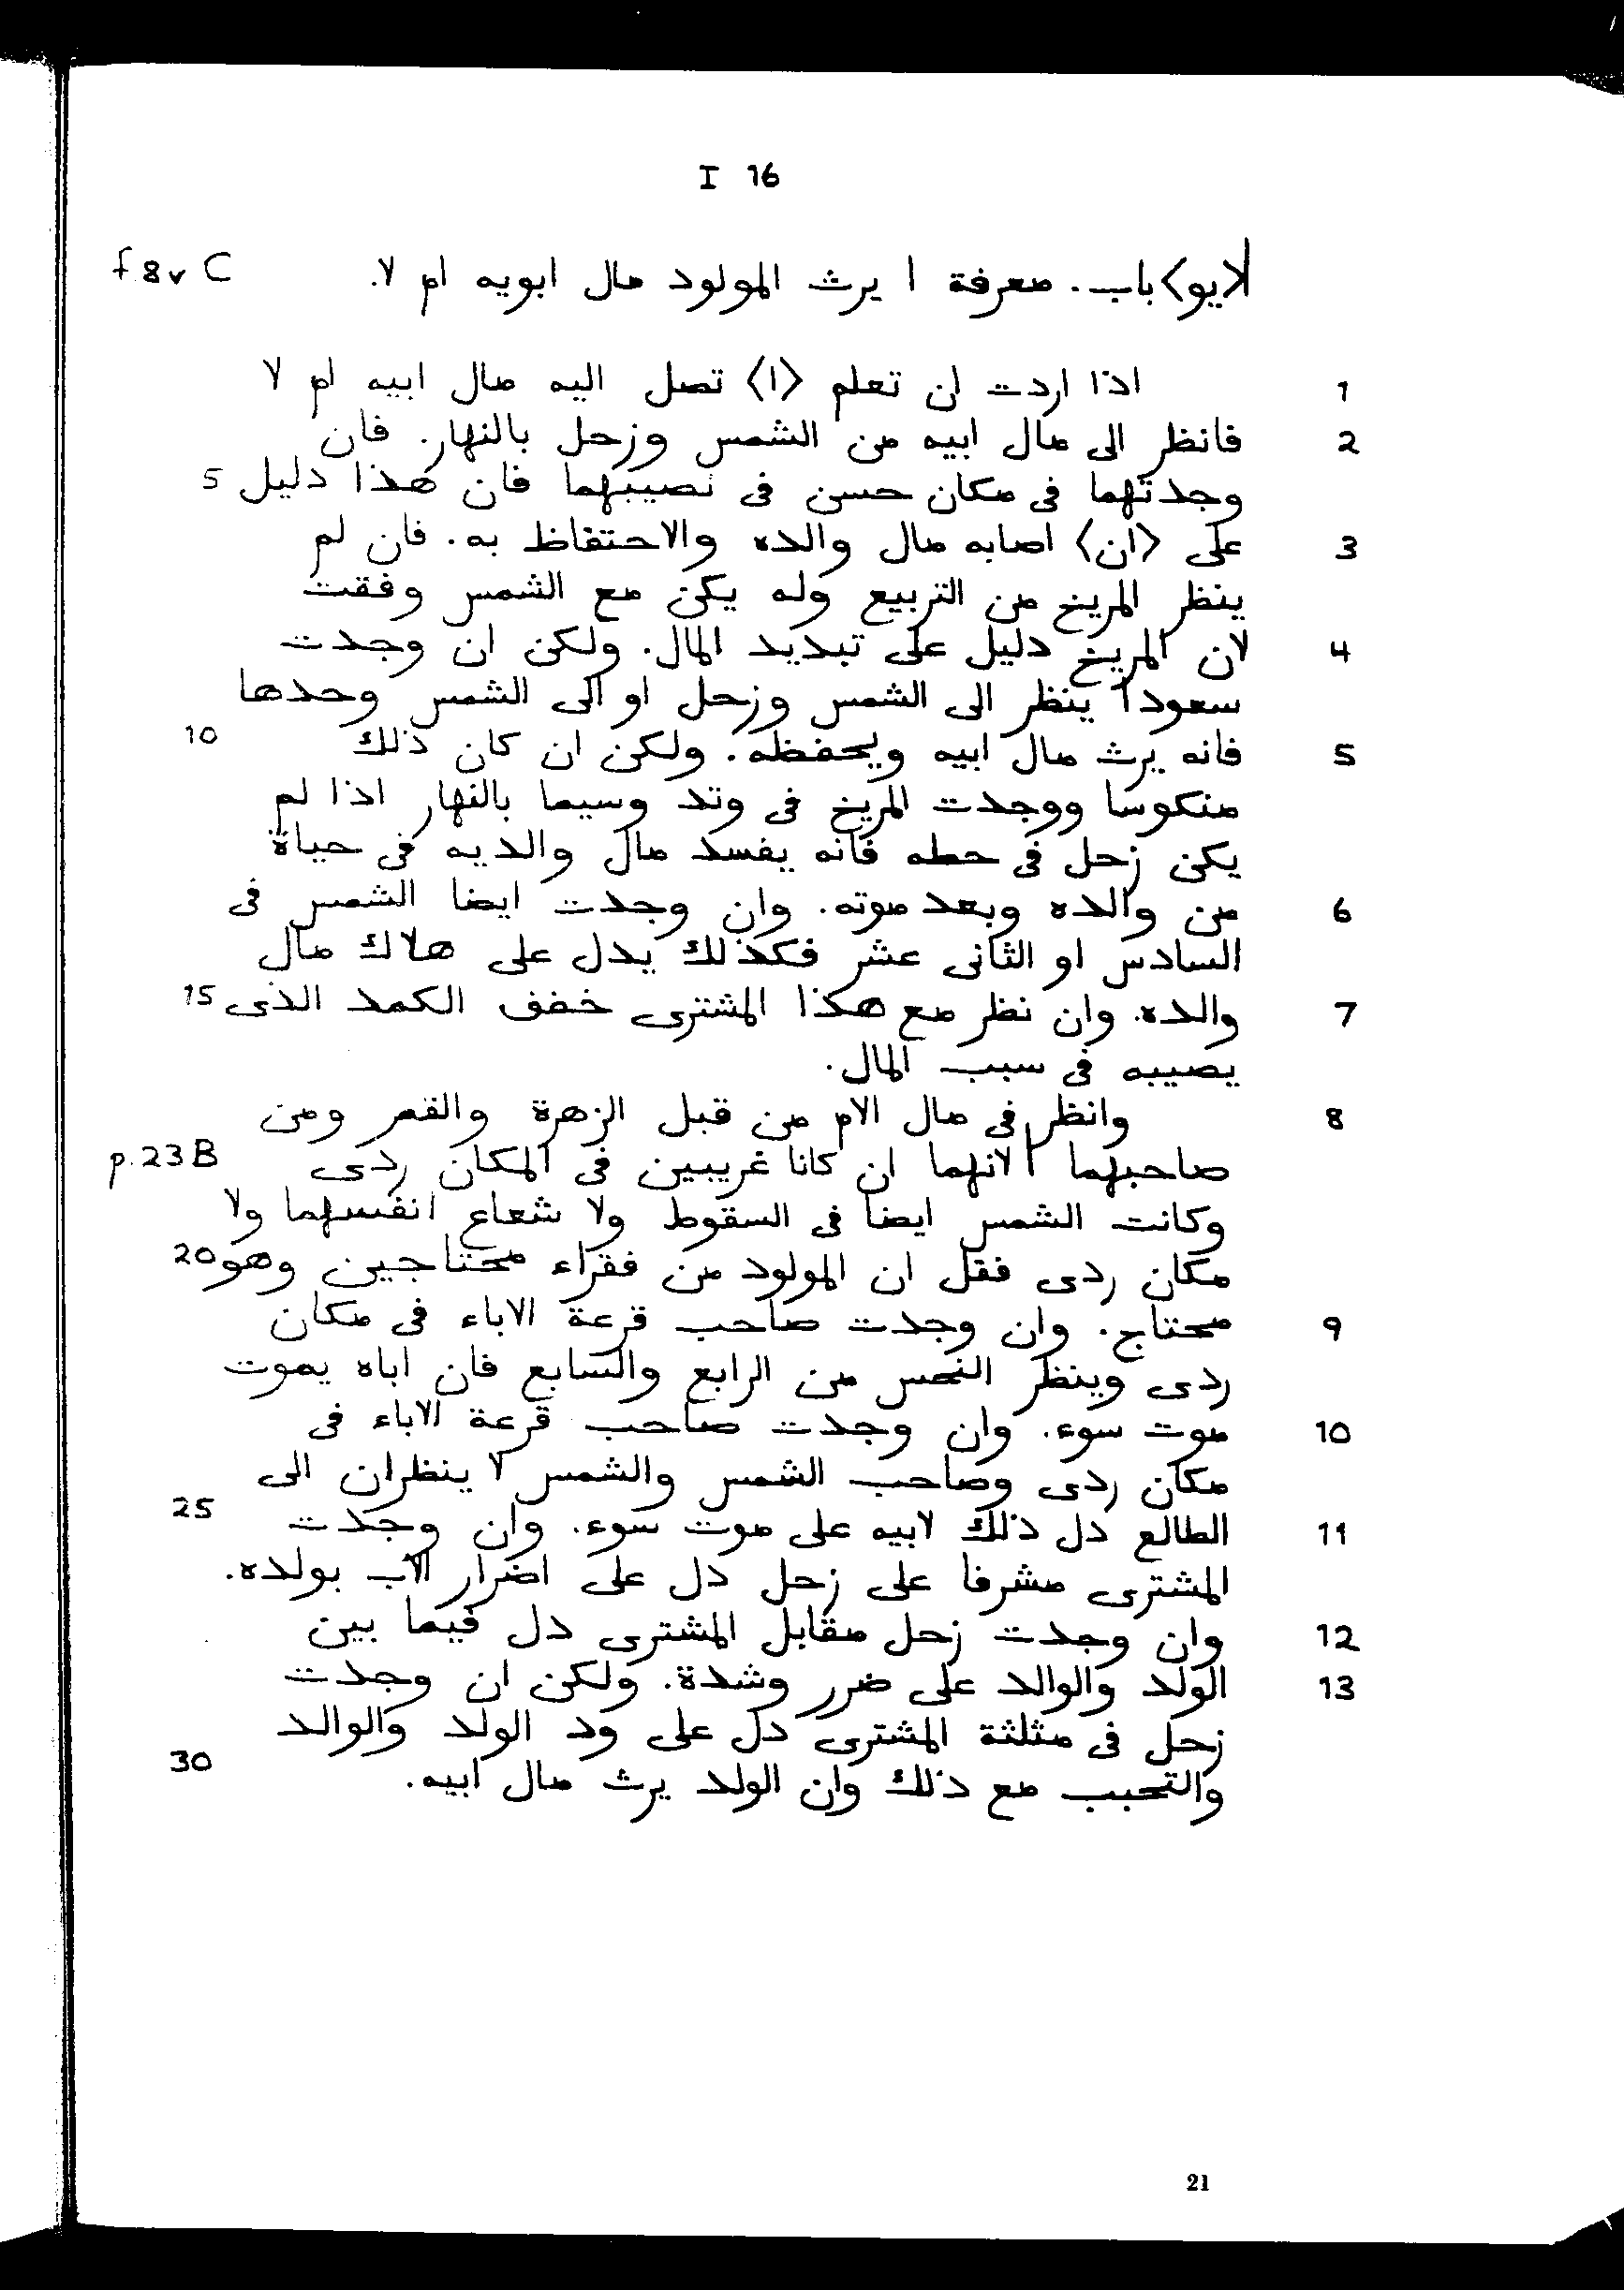 I 16
|<يو> باب. معرفة ا يرث المولود مال ابويه ام لا. f. 8v C
1 اذا اردت ان تعلم <ا> تصل اليه مال ابيه ام لا
2 فانظر الى مال ابيه من الشمس وزحل بالنهار. فان
وجدتهما فى مكان حسن فى نصيبهما فان هذا دليل 5
3 على <ان> اصابه مال والده والاحتفاظ به. فان لم
ينظر المريخ من التربيع وله يكن مع الشمس وفقت
4 لان المريخ دليل على تبديد المال. ولكن ان وجدت
سعودا ينظر الى الشمس وزحل او الى الشمس وحدها
5 فانه يرث مال ابيه ويحفظه. ولكن ان كان ذلك 10
منكوسا ووجدت المريخ فى وتد وسيما بالنهار اذا لم
يكن زحل فى حطه فانه يفسد مال والديه فى حياة
6 من والده وبعد موته. وان وجدت ايضا الشمس فى
السادس او الثانى عشر فكذلك يدل على هلاك مال
7 والده. وان نظر مع هذا المشترى خفف الكمد الذى 15
يصيبه فى سبب المال.
8 وانظر فى مال الام من قبل الزهرة والقمر ومن
صاحبهما | لانهما ان كانا غريبين فى المكان ردى p. 23 B
وكانت الشمس ايضا فى السقوط ولا شعاع انفسهما ولا
مكان ردى فقل ان المولود من فقراء محتاجين وهو 20
9 محتاج. وان وجدت صاحب قرعة الاباء فى مكان
ردى وينظر النحس من الرابع والسابع فان اباه يموت
10 موت سوء. وان وجدت صاحب قرعة الاباء فى
مكان ردى وصاحب الشمس والشمس لا ينظران الى
11 الطالع دل ذلك لابيه على موت سوء. وان وجدت 25
المشترى مشرفا على زحل دل على اضرار الاب بولده.
12 وان وجدت زحل مقابل المشترى دل فيما بين
13 الولد والوالد على ضرر وشدة. ولكن ان وجدت
زحل فى مثلثة المشترى دل على ود الولد والوالد
والتحبب مع ذلك وان الولد يرث مال ابيه. 30
21